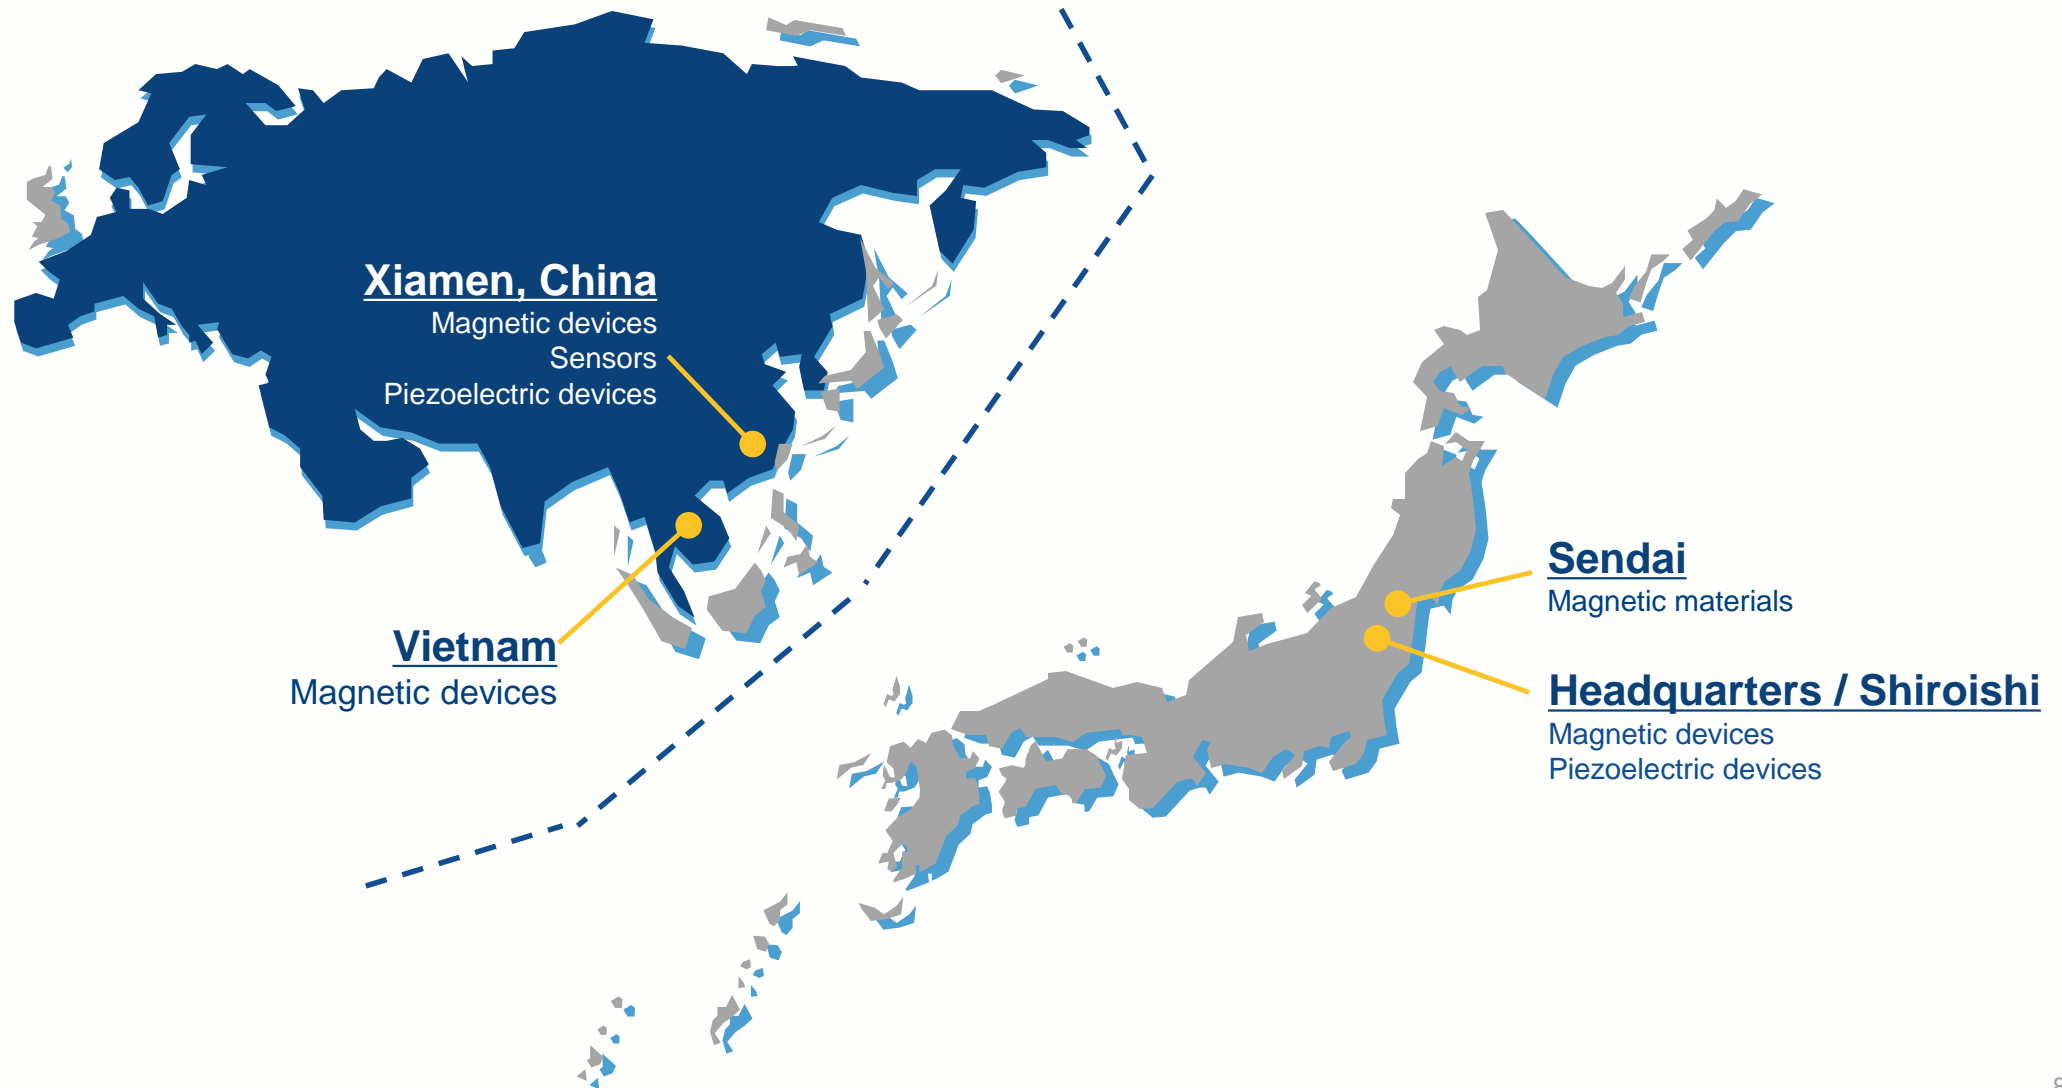 Xiamen, China
Magnetic devices
Sensors
Piezoelectric devices
Vietnam
Magnetic devices
Sendai
Magnetic materials
Headquarters / Shiroishi
Magnetic devices
Piezoelectric devices